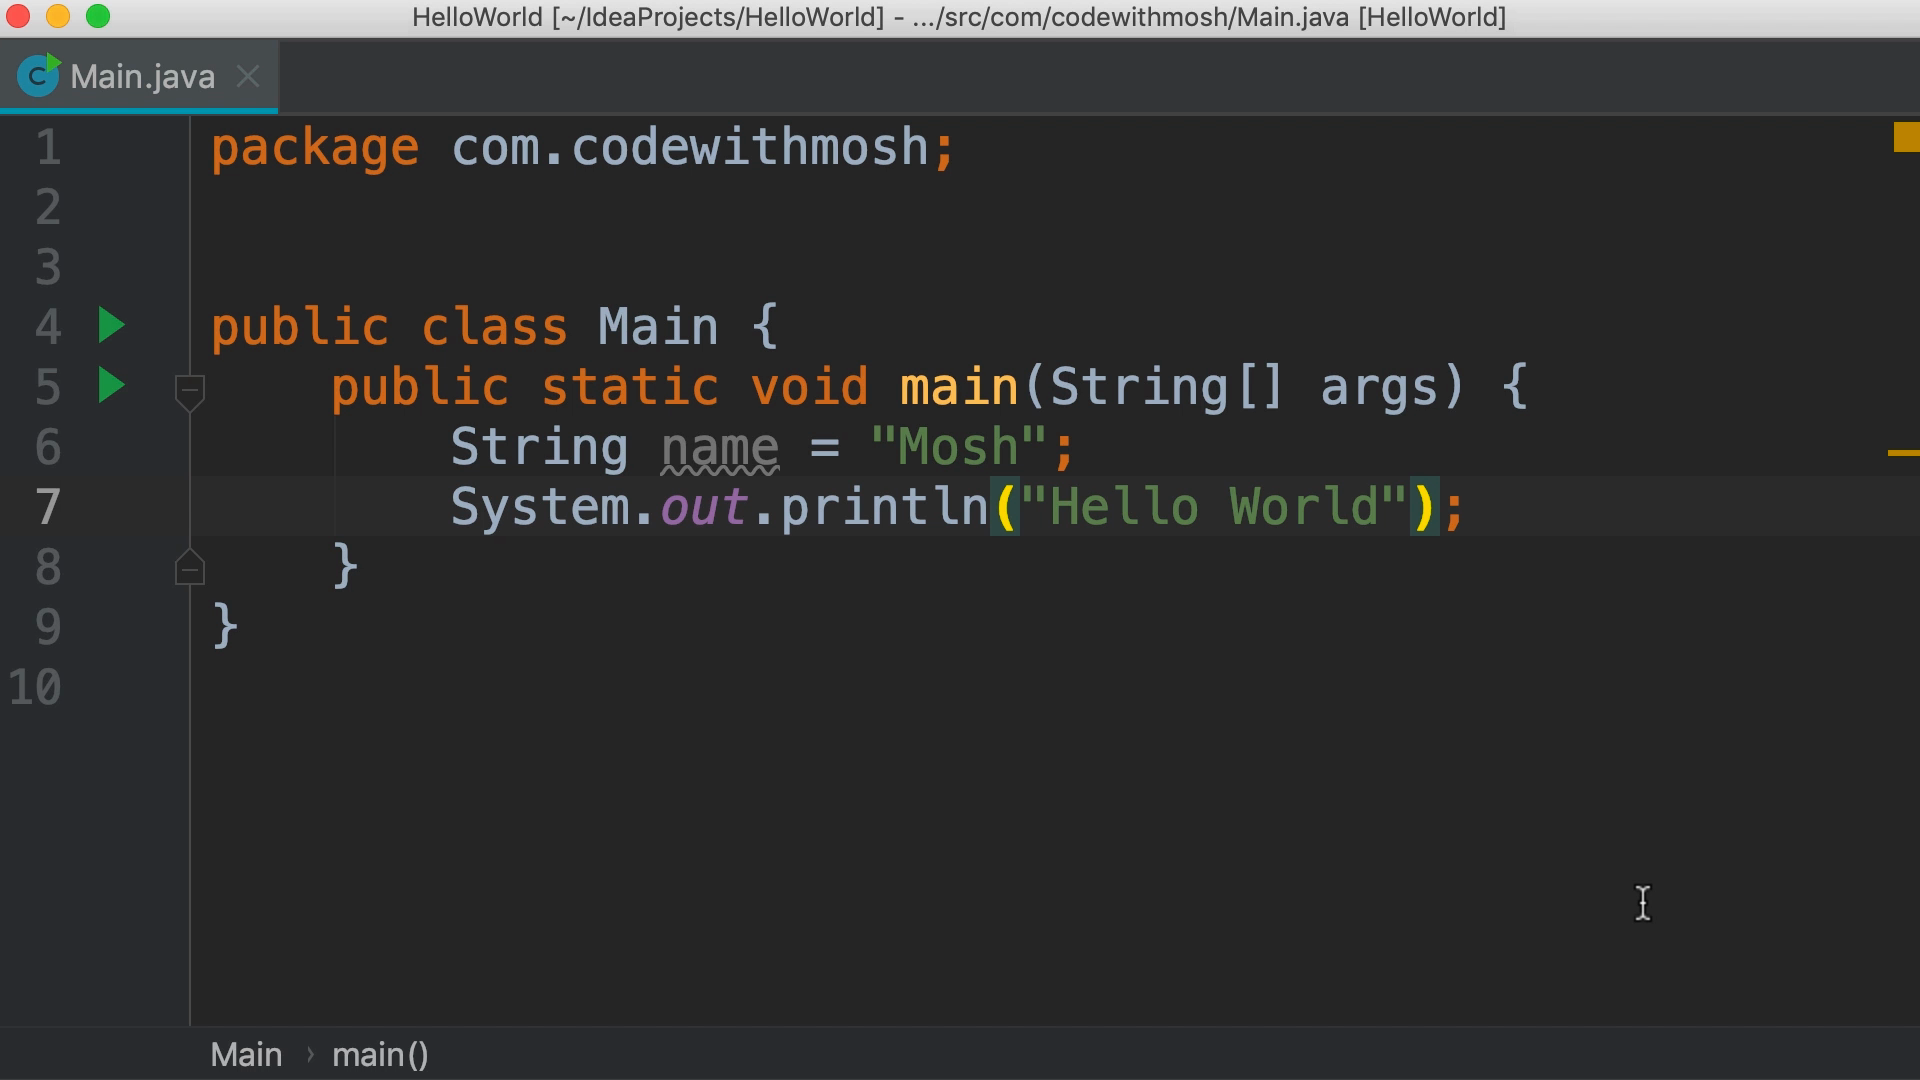 HelloWorld [~/IdeaProjects/HelloWorld] - .../src/com/codewithmosh/Main.java [HelloWorld]
C Main.java
1 package com.codewithmosh;
2
3
4 public class Main {
5 public static void main(String[] args) {
6 String name = "Mosh";
7 System.out.println("Hello World");
8 }
9 }
10
Main › main()